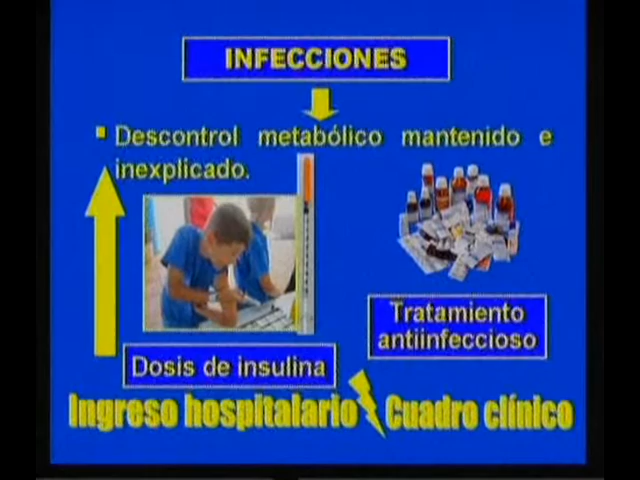 INFECCIONES
Descontrol metabólico mantenido e
inexplicado.
Tratamiento
antiinfeccioso
Dosis de insulina
Ingreso hospitalario Cuadro clínico